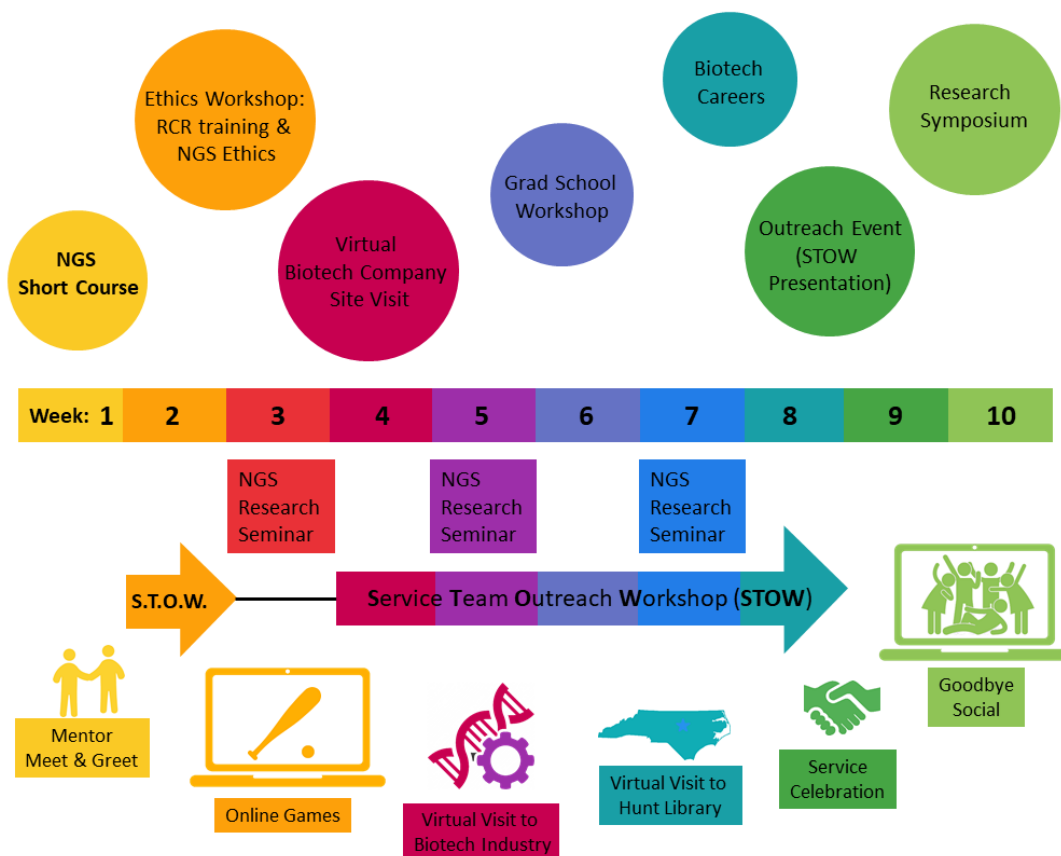 Ethics Workshop:
RCR training &
NGS Ethics
Biotech
Careers
Research
Symposium
Grad School
Workshop
NGS
Short Course
Virtual
Biotech Company
Site Visit
Outreach Event
(STOW
Presentation)
Week: 1 2 3 4 5 6 7 8 9 10
NGS
Research
Seminar
NGS
Research
Seminar
NGS
Research
Seminar
S.T.O.W.
Service Team Outreach Workshop (STOW)
Mentor
Meet & Greet
Online Games
Virtual Visit to
Biotech Industry
Virtual Visit to
Hunt Library
Service
Celebration
Goodbye
Social